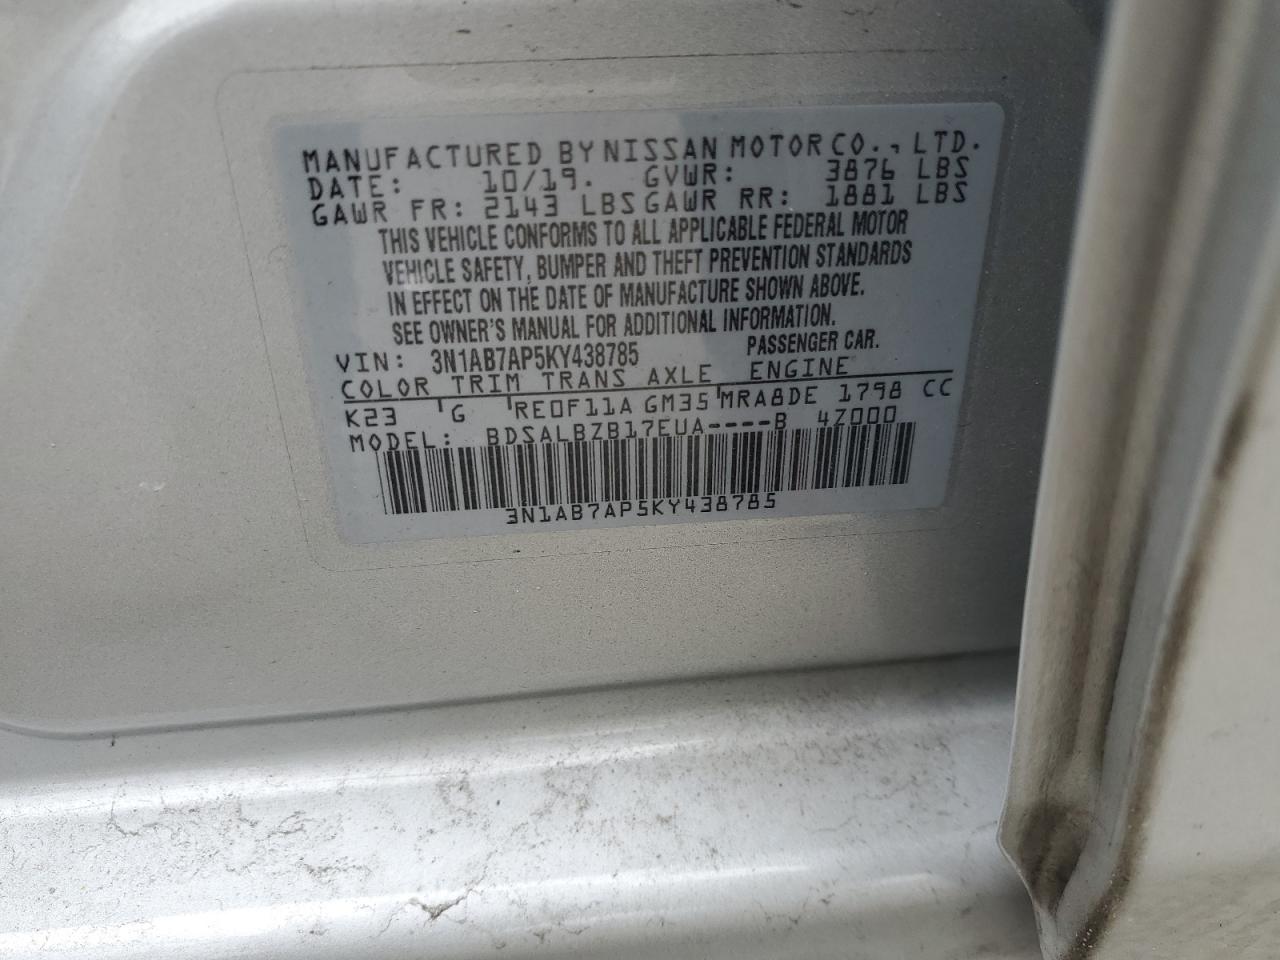 MANUFACTURED BY NISSAN MOTOR CO., LTD.
DATE: 10/19. GVWR: 3876 LBS
GAWR FR: 2143 LBS GAWR RR: 1881 LBS
THIS VEHICLE CONFORMS TO ALL APPLICABLE FEDERAL MOTOR
VEHICLE SAFETY, BUMPER AND THEFT PREVENTION STANDARDS
IN EFFECT ON THE DATE OF MANUFACTURE SHOWN ABOVE.
SEE OWNER'S MANUAL FOR ADDITIONAL INFORMATION.
VIN: 3N1AB7AP5KY438785 PASSENGER CAR.
COLOR TRIM TRANS AXLE ENGINE
K23 G RE0F11A GM35 MRA8DE 1798 CC
MODEL: BDSALBZB17EUA----B 4Z000
3N1AB7AP5KY438785